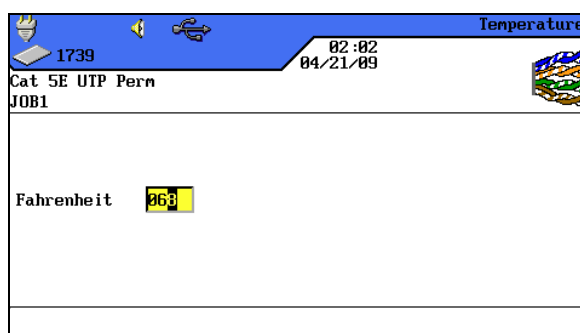 Temperature
1739
02:02
04/21/09
Cat 5E UTP Perm
JOB1
Fahrenheit 068